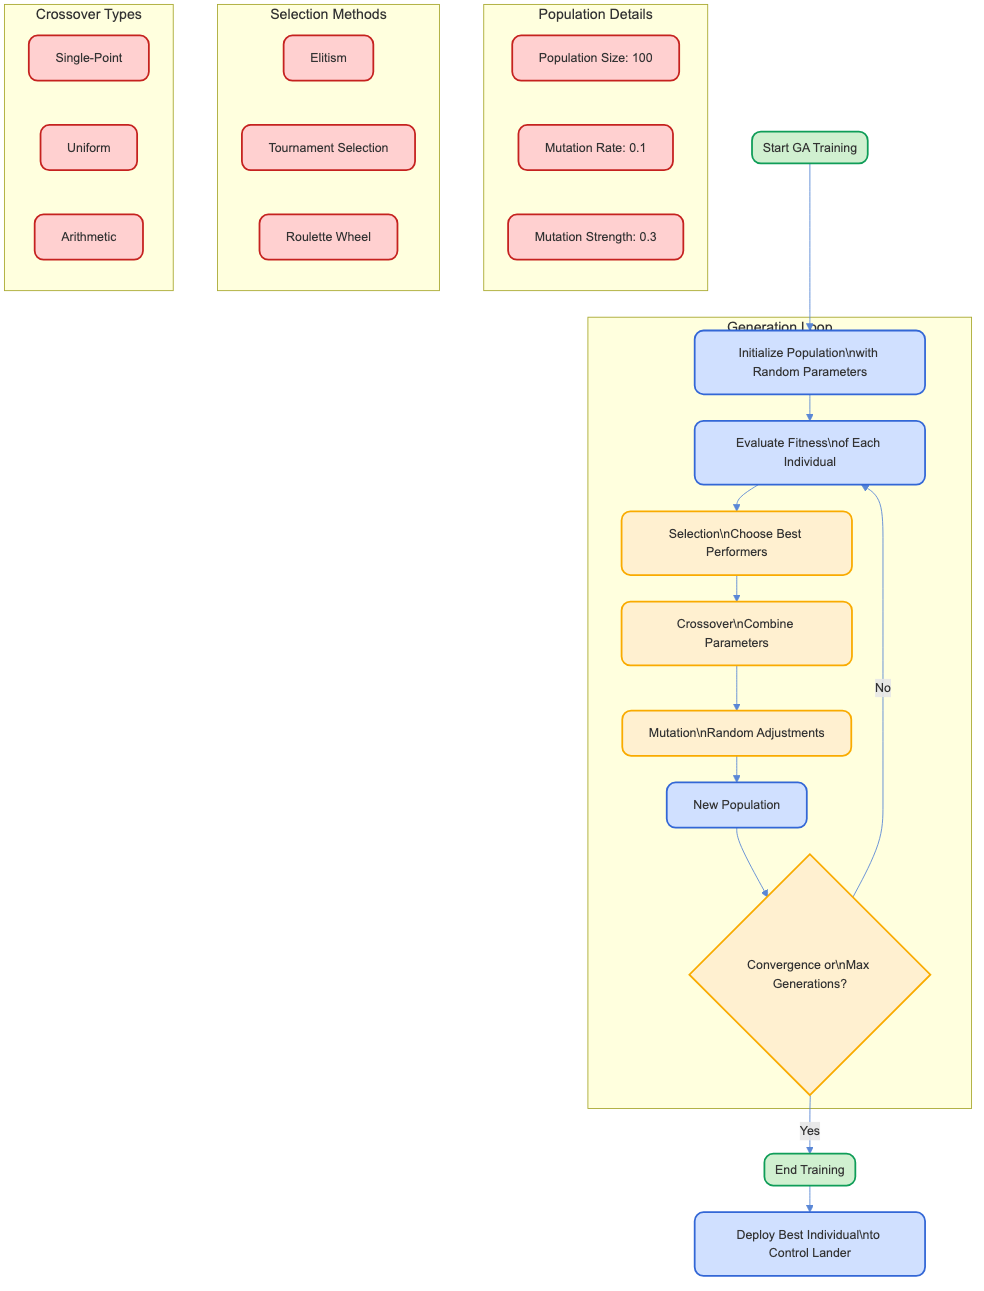 Crossover Types
Single-Point
Uniform
Arithmetic
Selection Methods
Elitism
Tournament Selection
Roulette Wheel
Population Details
Population Size: 100
Mutation Rate: 0.1
Mutation Strength: 0.3
Start GA Training
Generation Loop
Initialize Population\nwith
Random Parameters
Evaluate Fitness\nof Each
Individual
Selection\nChoose Best
Performers
Crossover\nCombine
Parameters
No
Mutation\nRandom Adjustments
New Population
Convergence or\nMax
Generations?
Yes
End Training
Deploy Best Individual\nto
Control Lander